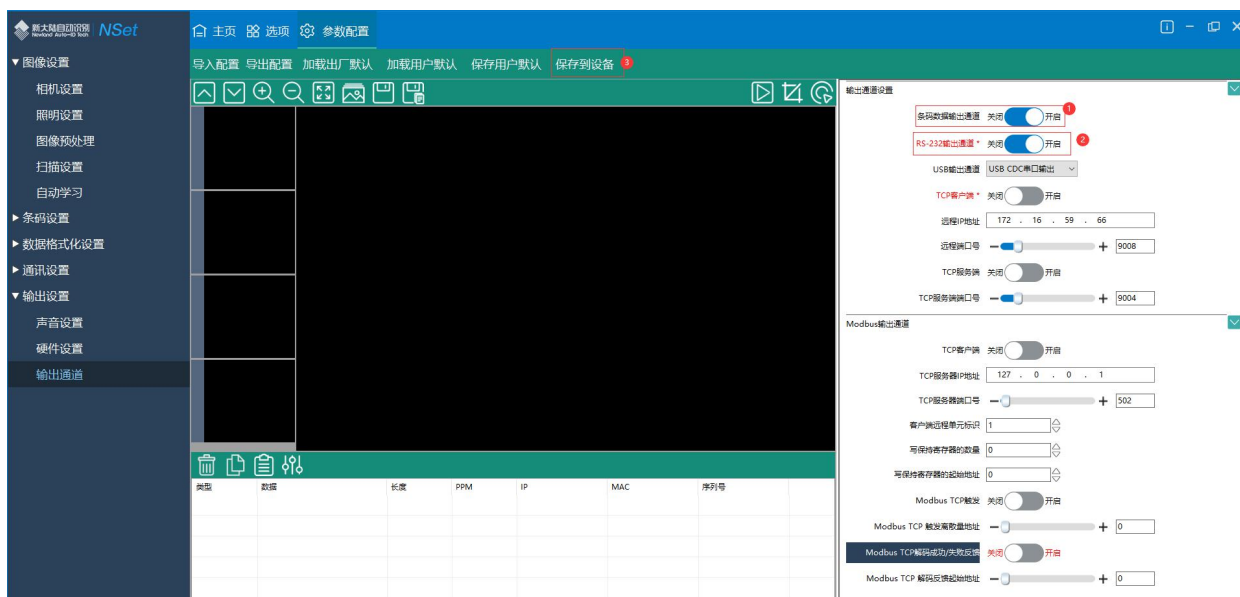 新大陆自动识别 Newland Auto-ID Tech NSet
主页 选项 参数配置
导入配置 导出配置 加载出厂默认 加载用户默认 保存用户默认 保存到设备 3
图像设置
相机设置
照明设置
图像预处理
扫描设置
自动学习
条码设置
数据格式化设置
通讯设置
输出设置
声音设置
硬件设置
输出通道
类型 数据 长度 PPM IP MAC 序列号
输出通道设置
条码数据输出通道 关闭 开启 1
RS-232输出通道 * 关闭 开启 2
USB输出通道 USB CDC串口输出
TCP客户端 * 关闭 开启
远程IP地址 172 . 16 . 59 . 66
远程端口号 9008
TCP服务端 关闭 开启
TCP服务端端口号 9004
Modbus输出通道
TCP客户端 关闭 开启
TCP服务器IP地址 127 . 0 . 0 . 1
TCP服务器端口号 502
客户端远程单元标识 1
写保持寄存器的数量 0
写保持寄存器的起始地址 0
Modbus TCP触发 关闭 开启
Modbus TCP 触发离散量地址 0
Modbus TCP解码成功/失败反馈 关闭 开启
Modbus TCP 解码反馈起始地址 0